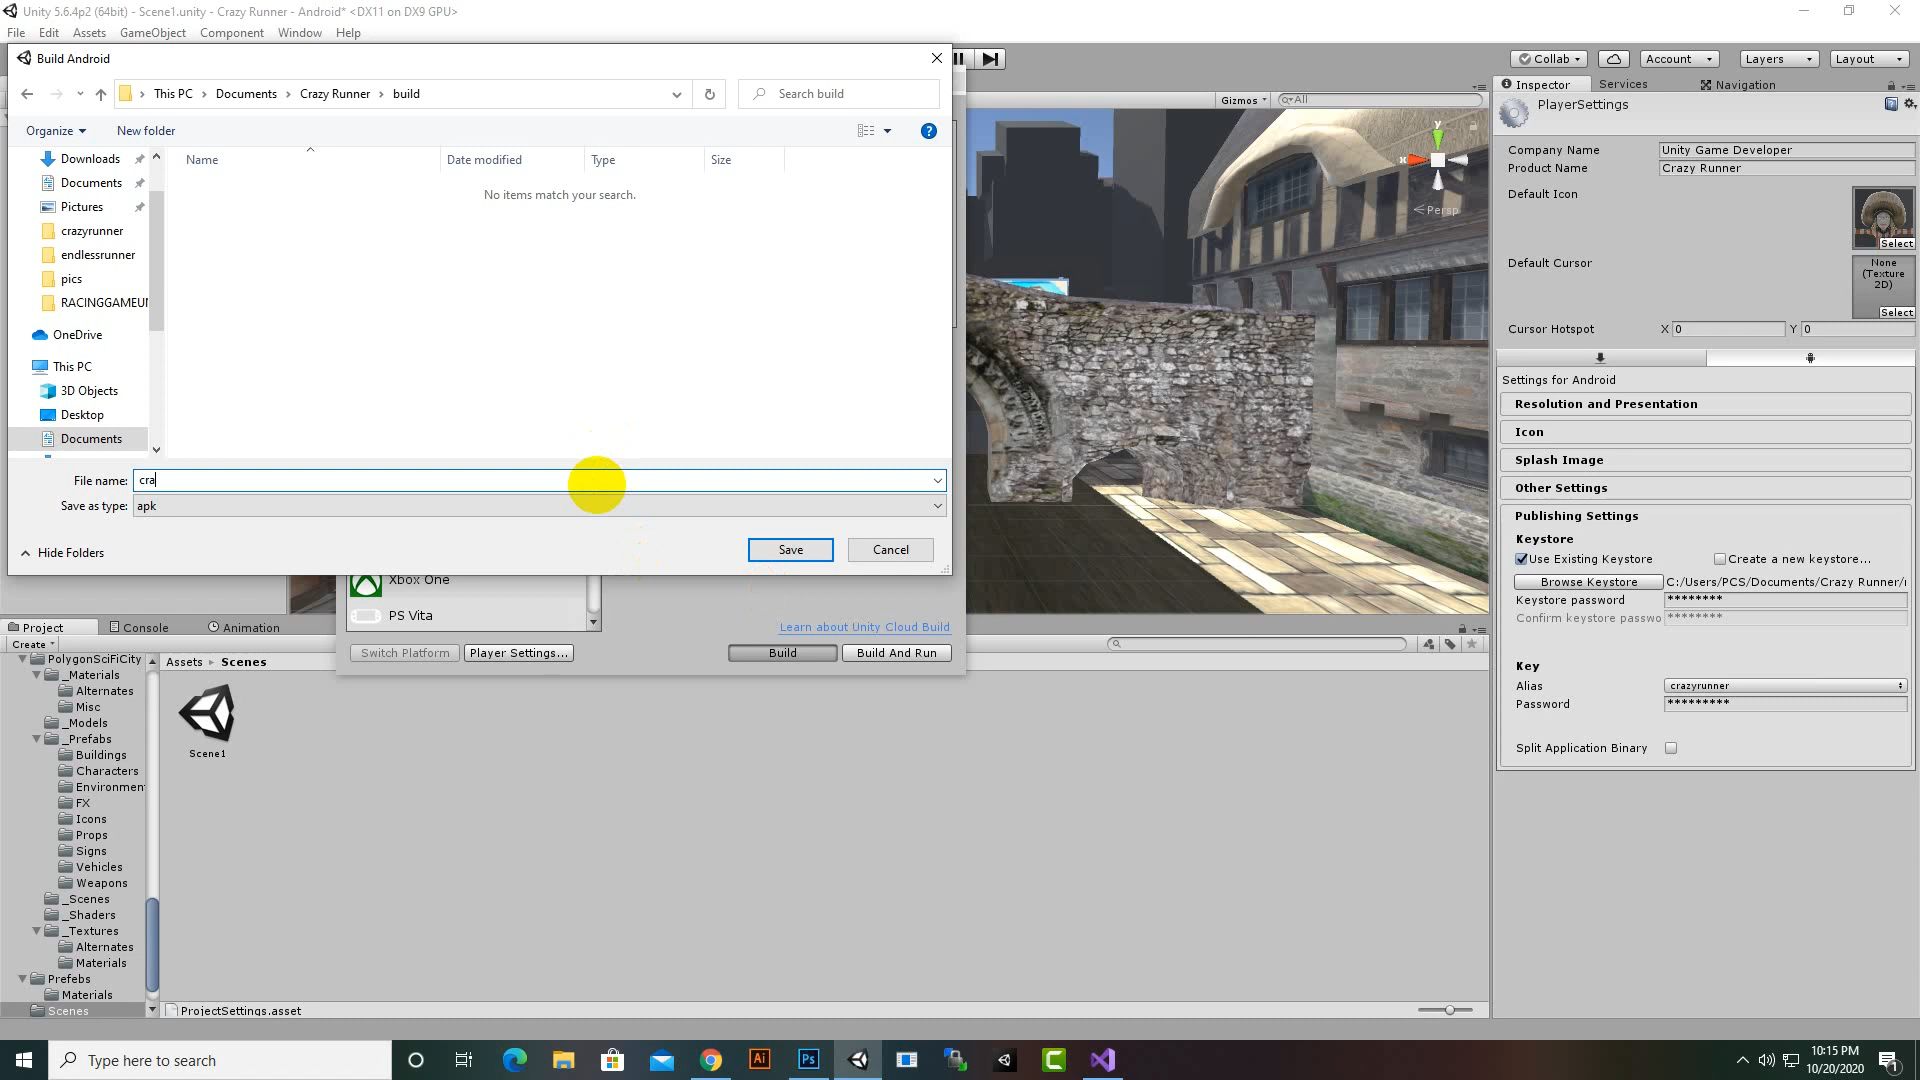 Unity 5.6.4p2 (64bit) - Scene1.unity - Crazy Runner - Android* <DX11 on DX9 GPU>
File Edit Assets GameObject Component Window Help
Build Android
This PC > Documents > Crazy Runner > build
Search build
Organize
New folder
Name
Date modified
Type
Size
No items match your search.
Downloads
Documents
Pictures
crazyrunner
endlessrunner
pics
RACINGGAMEUN
OneDrive
This PC
3D Objects
Desktop
Documents
File name: cra
Save as type: apk
Hide Folders
Save
Cancel
Collab
Account
Layers
Layout
Gizmos
All
y
x
Persp
Inspector
Services
Navigation
PlayerSettings
Company Name Unity Game Developer
Product Name Crazy Runner
Default Icon
Select
Default Cursor
None
(Texture
2D)
Select
Cursor Hotspot X 0 Y 0
Settings for Android
Resolution and Presentation
Icon
Splash Image
Other Settings
Publishing Settings
Keystore
Use Existing Keystore
Create a new keystore...
Browse Keystore C:/Users/PCS/Documents/Crazy Runner/r
Keystore password ********
Confirm keystore passwo ********
Key
Alias crazyrunner
Password *********
Split Application Binary
Xbox One
PS Vita
Learn about Unity Cloud Build
Switch Platform
Player Settings...
Build
Build And Run
Project
Console
Animation
Create
PolygonSciFiCity
_Materials
Alternates
Misc
_Models
_Prefabs
Buildings
Characters
Environmen
FX
Icons
Props
Signs
Vehicles
Weapons
_Scenes
_Shaders
_Textures
Alternates
Materials
Prefebs
Materials
Scenes
Assets ▸ Scenes
Scene1
ProjectSettings.asset
Type here to search
Ai
Ps
10:15 PM
10/20/2020
1